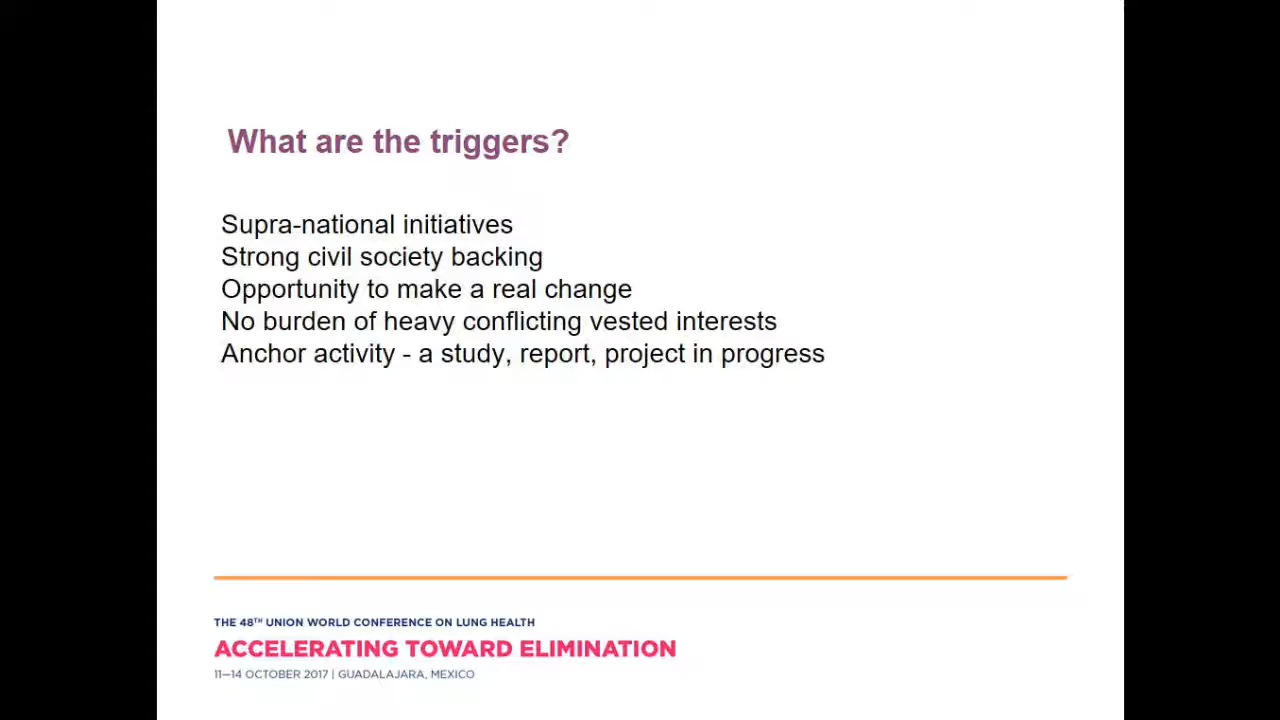 What are the triggers?
Supra-national initiatives
Strong civil society backing
Opportunity to make a real change
No burden of heavy conflicting vested interests
Anchor activity - a study, report, project in progress
THE 48TH UNION WORLD CONFERENCE ON LUNG HEALTH
ACCELERATING TOWARD ELIMINATION
11—14 OCTOBER 2017 | GUADALAJARA, MEXICO